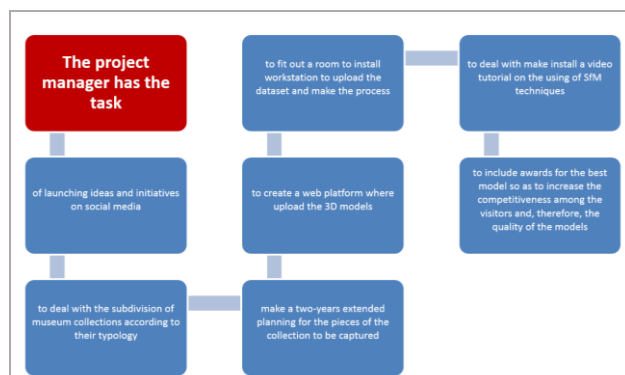 The project
manager has the
task
of launching ideas and initiatives
on social media
to deal with the subdivision of
museum collections according to
their typology
make a two-years extended
planning for the pieces of the
collection to be captured
to create a web platform where
upload the 3D models
to fit out a room to install
workstation to upload the
dataset and make the process
to deal with make install a video
tutorial on the using of SfM
techniques
to include awards for the best
model so as to increase the
competitiveness among the
visitors and, therefore, the
quality of the models